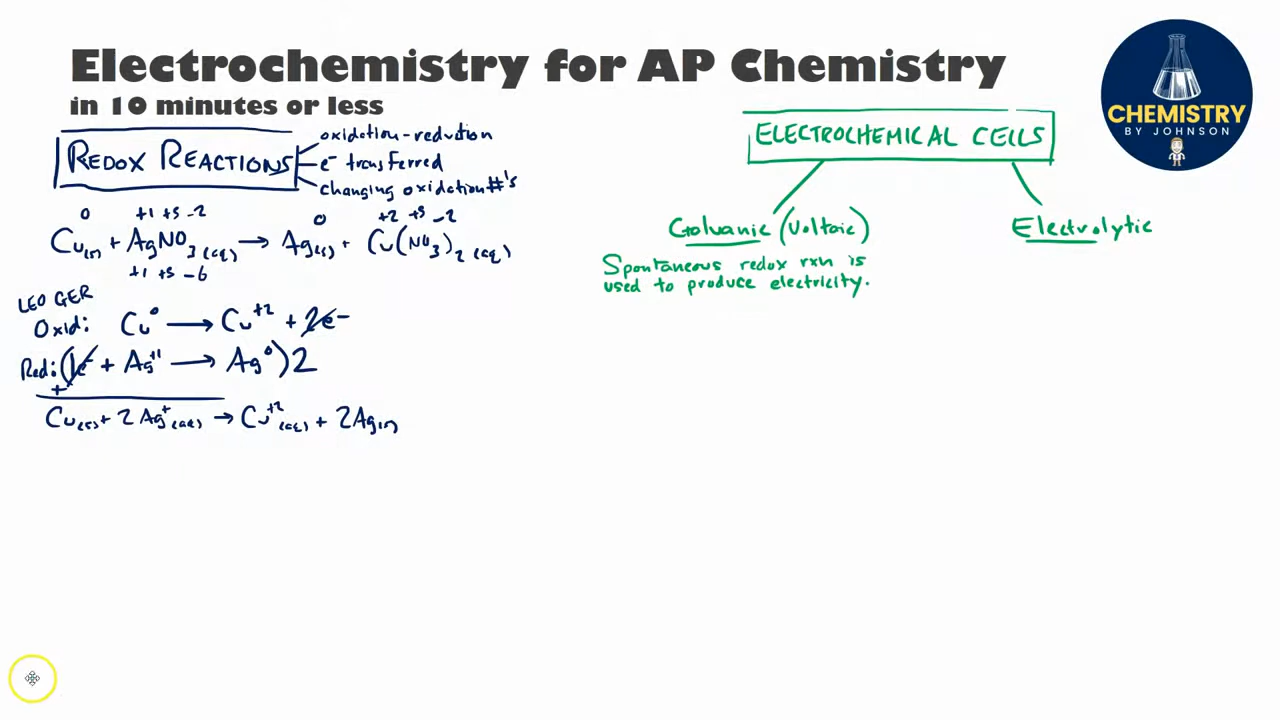 Electrochemistry for AP Chemistry
in 10 minutes or less
CHEMISTRY
BY JOHNSON
REDOX REACTIONS
oxidation-reduction
e⁻ transferred
changing oxidation #'s
0 +1 +5 -2 0 +2 +5 -2
Cu(s) + AgNO₃(aq) → Ag(s) + Cu(NO₃)₂(aq)
+1 +5 -6
LEO GER
Oxid: Cu⁰ → Cu⁺² + 2e⁻
Red: (1e⁻ + Ag⁺¹ → Ag⁰)2
+
Cu(s) + 2Ag⁺(aq) → Cu⁺²(aq) + 2Ag(s)
ELECTROCHEMICAL CELLS
Galvanic (Voltaic)
Spontaneous redox rxn is
used to produce electricity.
Electrolytic